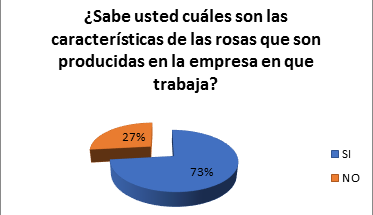 ¿Sabe usted cuáles son las
características de las rosas que son
producidas en la empresa en que
trabaja?
27%
73%
SI
NO